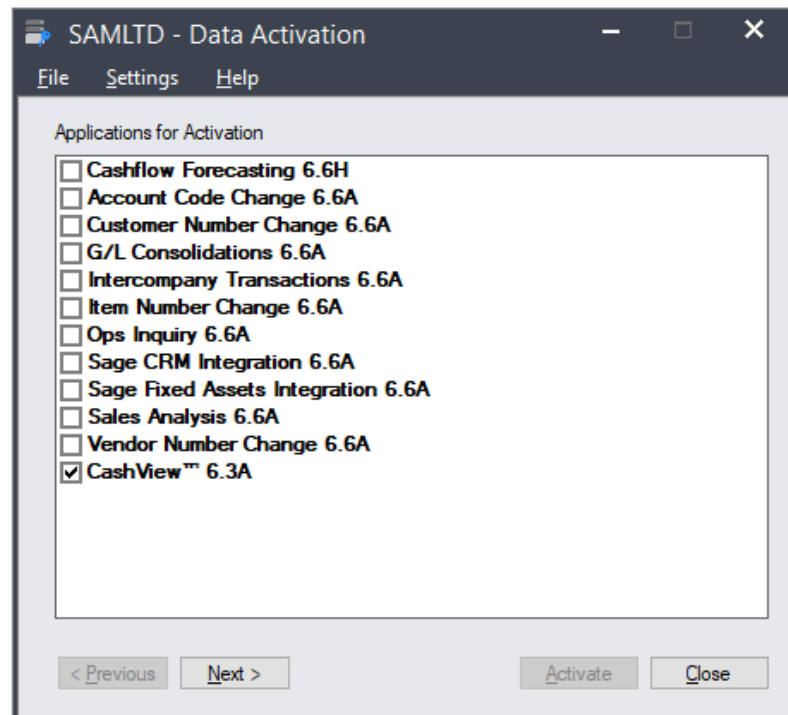 SAMLTD - Data Activation
File Settings Help
Applications for Activation
Cashflow Forecasting 6.6H
Account Code Change 6.6A
Customer Number Change 6.6A
G/L Consolidations 6.6A
Intercompany Transactions 6.6A
Item Number Change 6.6A
Ops Inquiry 6.6A
Sage CRM Integration 6.6A
Sage Fixed Assets Integration 6.6A
Sales Analysis 6.6A
Vendor Number Change 6.6A
CashView™ 6.3A
< Previous Next > Activate Close